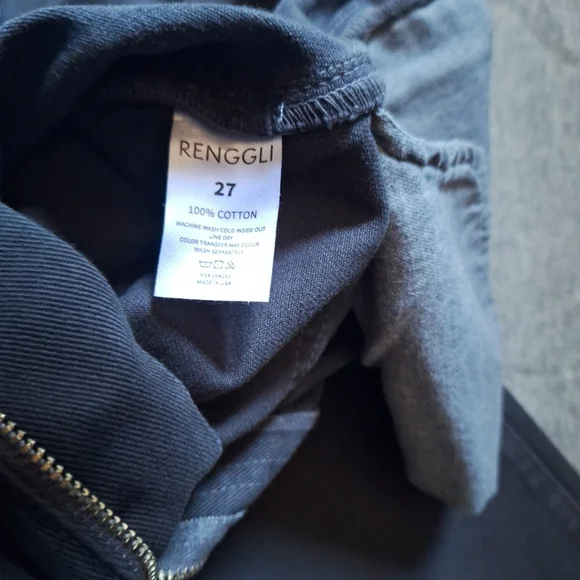 RENGGLI
27
100% COTTON
MACHINE WASH COLD INSIDE OUT
LINE DRY
COLOR TRANSFER MAY OCCUR
WASH SEPARATELY
MADE IN USA